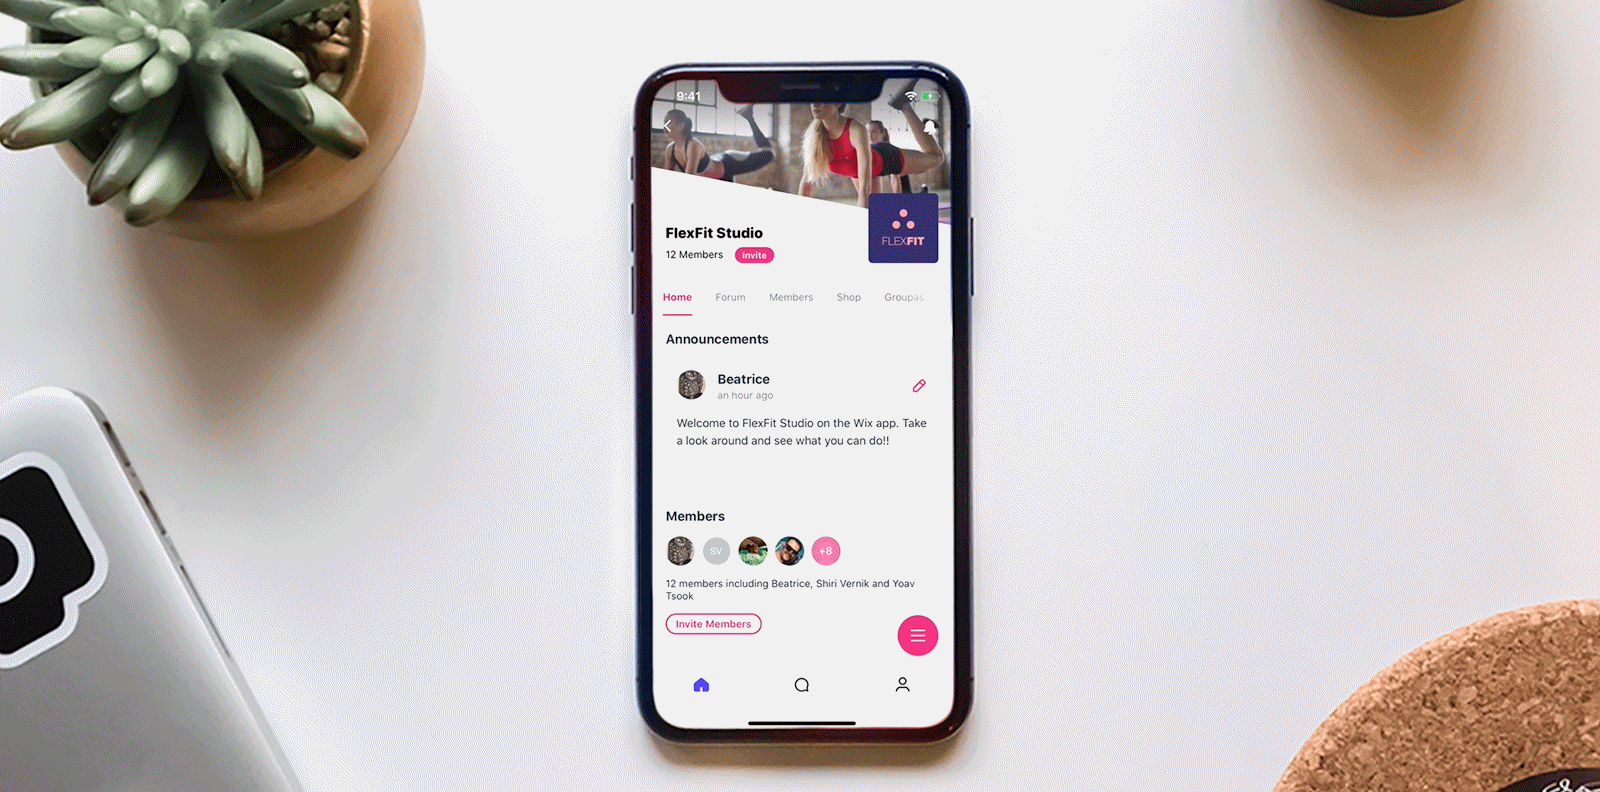 9:41
FlexFit Studio
12 Members
Invite
FLEXFIT
Home Forum Members Shop Groupas
Announcements
Beatrice
an hour ago
Welcome to FlexFit Studio on the Wix app. Take
a look around and see what you can do!!
Members
SV
+8
12 members including Beatrice, Shiri Vernik and Yoav
Tsook
Invite Members